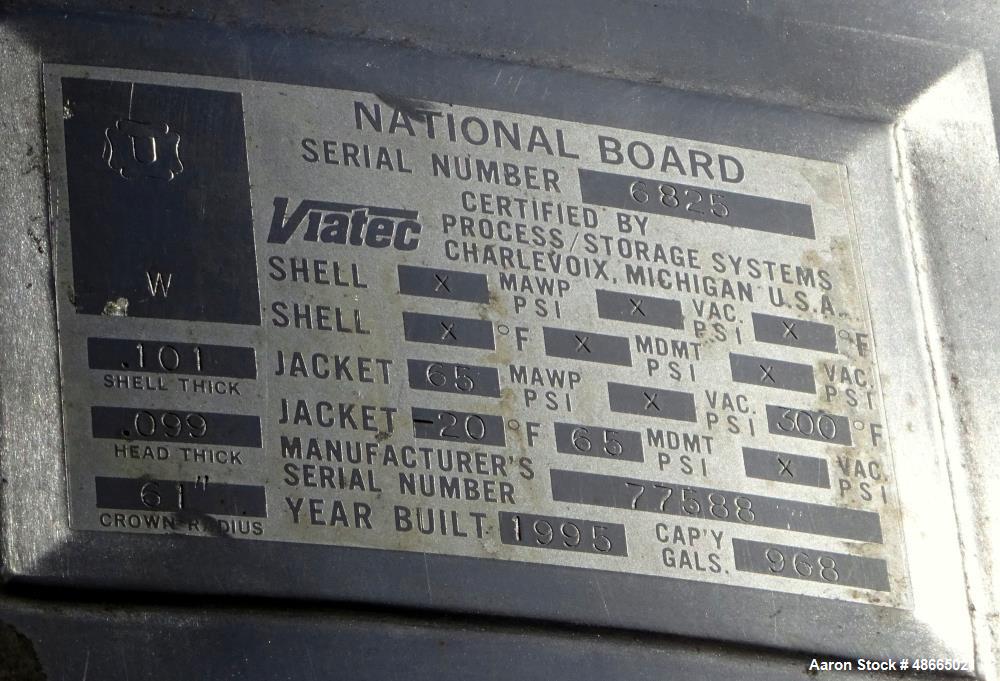 NATIONAL BOARD
SERIAL NUMBER 6825
U
W
Viatec
CERTIFIED BY
PROCESS/STORAGE SYSTEMS
CHARLEVOIX, MICHIGAN U.S.A.
SHELL X MAWP PSI X VAC. PSI X °F
SHELL X °F X MDMT PSI X VAC. PSI
JACKET 65 MAWP PSI X VAC. PSI 300 °F
JACKET -20 °F 65 MDMT PSI X VAC. PSI
MANUFACTURER'S
SERIAL NUMBER 77588
YEAR BUILT 1995 CAP'Y GALS. 968
.101
SHELL THICK
.099
HEAD THICK
61"
CROWN RADIUS
Aaron Stock #